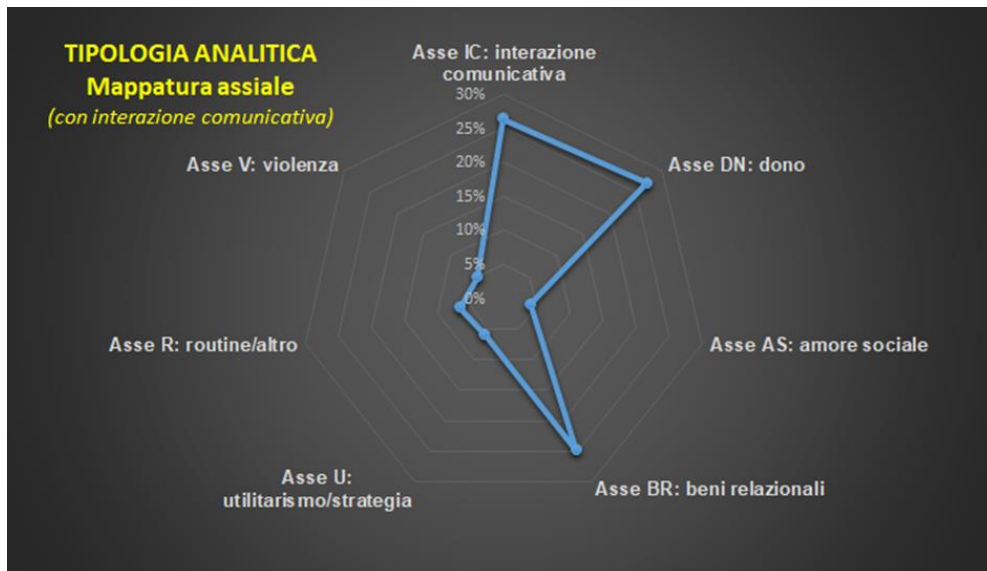 TIPOLOGIA ANALITICA
Mappatura assiale
(con interazione comunicativa)
Asse IC: interazione
comunicativa
30%
25%
20%
15%
10%
5%
0%
Asse V: violenza
Asse DN: dono
Asse R: routine/altro
Asse AS: amore sociale
Asse U:
utilitarismo/strategia
Asse BR: beni relazionali